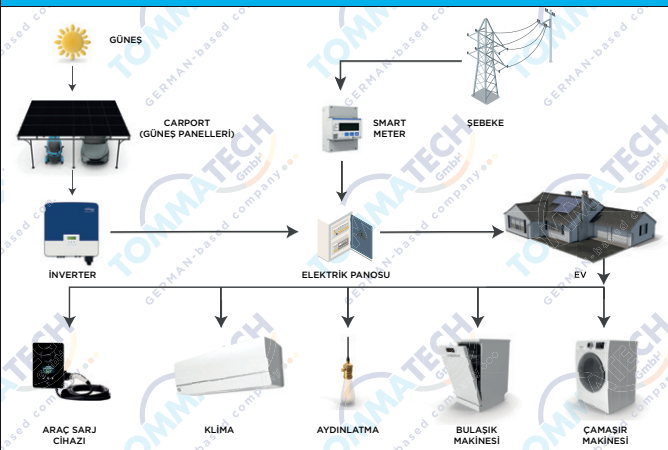 GÜNEŞ
CARPORT
(GÜNEŞ PANELLERİ)
SMART
METER
ŞEBEKE
İNVERTER
ELEKTRİK PANOSU
EV
ARAÇ SARJ
CİHAZI
KLİMA
AYDINLATMA
BULAŞIK
MAKİNESİ
ÇAMAŞIR
MAKİNESİ
TOMMATECH
GmbH
GERMAN-based company...